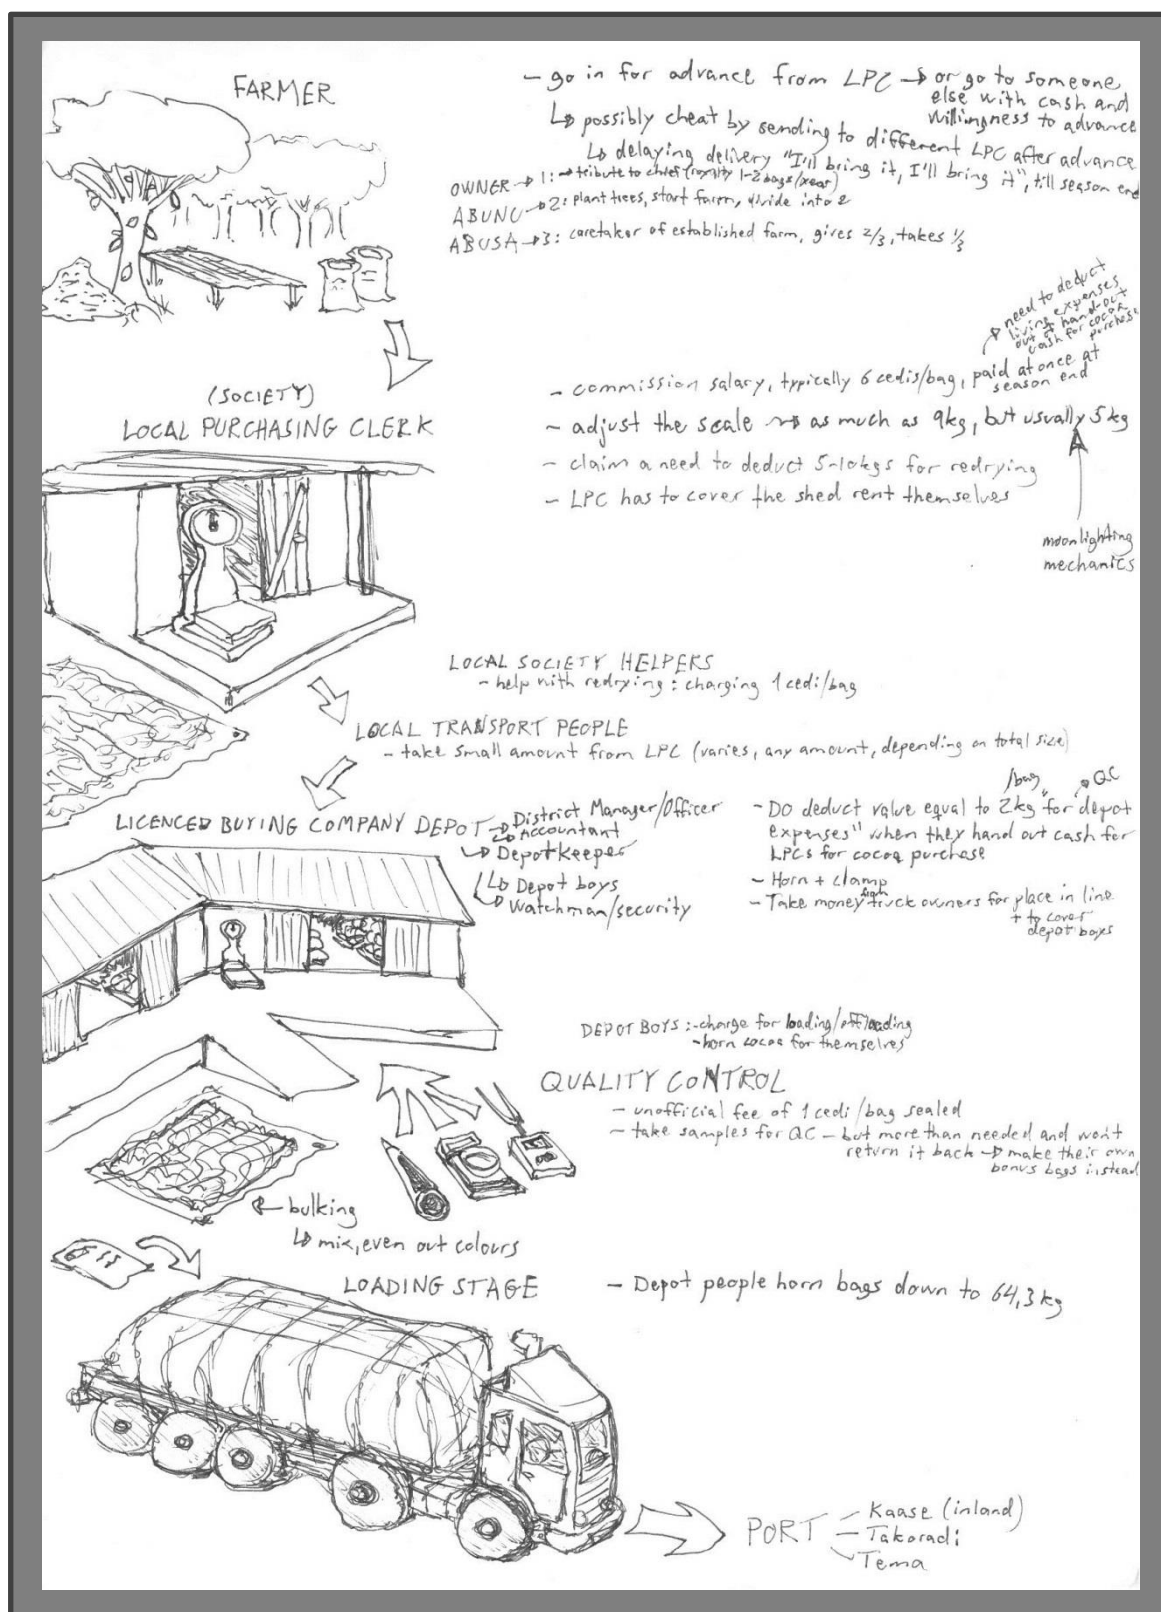 FARMER
- go in for advance from LPC → or go to someone
else with cash and
willingness to advance
↳ possibly cheat by sending to different LPC after advance
↳ delaying delivery "I'll bring it, I'll bring it", till season end
OWNER → 1: → tribute to chief (royalty 1-2 bags/year)
ABUNU → 2: plant trees, start farm, divide into 2
ABUSA → 3: caretaker of established farm, gives 2/3, takes 1/3
need to deduct
living expenses
out of hand-out
cash for cocoa
purchase
(SOCIETY)
LOCAL PURCHASING CLERK
- commission salary, typically 6 cedis/bag, paid at once at
season end
- adjust the scale → as much as 9kg, but usually 5kg
- claim a need to deduct 5-10kgs for redrying
- LPC has to cover the shed rent themselves
moonlighting
mechanics
LOCAL SOCIETY HELPERS
- help with redrying: charging 1 cedi/bag
LOCAL TRANSPORT PEOPLE
- take small amount from LPC (varies, any amount, depending on total size)
LICENCED BUYING COMPANY DEPOT → District Manager/Officer
↳ Accountant
↳ Depotkeeper
↳ Depot boys
↳ Watchman/security
/bag
QC
- Do deduct value equal to 2kg "for depot
expenses" when they hand out cash for
LPCs for cocoa purchase
- Horn + clamp
- Take money from truck owners for place in line
+ to cover
depot boys
DEPOT BOYS: - charge for loading/offloading
- horn cocoa for themselves
QUALITY CONTROL
- unofficial fee of 1 cedi/bag sealed
- take samples for QC - but more than needed and won't
return it back → make their own
bonus bags instead
← bulking
↳ mix, even out colours
LOADING STAGE
- Depot people horn bags down to 64,3kg
PORT
Kaase (inland)
Takoradi
Tema